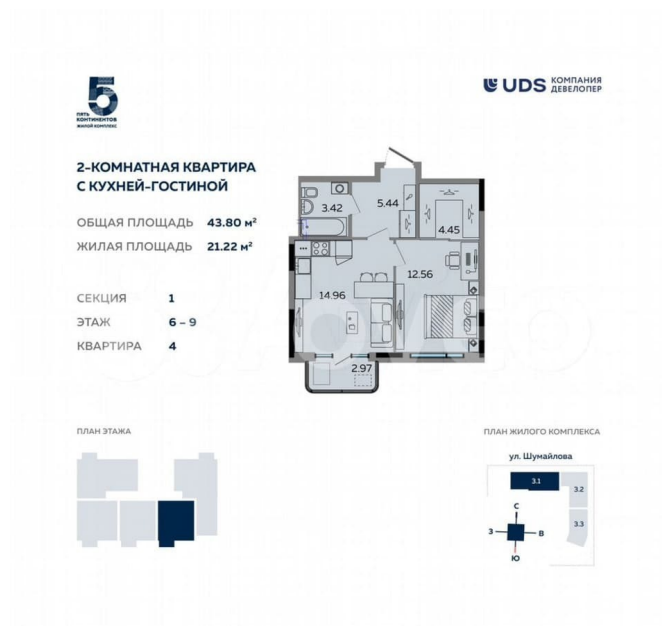 5
ПЯТЬ
КОНТИНЕНТОВ
ЖИЛОЙ КОМПЛЕКС
UDS КОМПАНИЯ
ДЕВЕЛОПЕР
2-КОМНАТНАЯ КВАРТИРА
С КУХНЕЙ-ГОСТИНОЙ
ОБЩАЯ ПЛОЩАДЬ 43.80 м²
ЖИЛАЯ ПЛОЩАДЬ 21.22 м²
СЕКЦИЯ 1
ЭТАЖ 6 – 9
КВАРТИРА 4
3.42
5.44
4.45
14.96
12.56
2.97
ПЛАН ЭТАЖА
ПЛАН ЖИЛОГО КОМПЛЕКСА
ул. Шумайлова
3.1
3.2
3.3
С
З
В
Ю